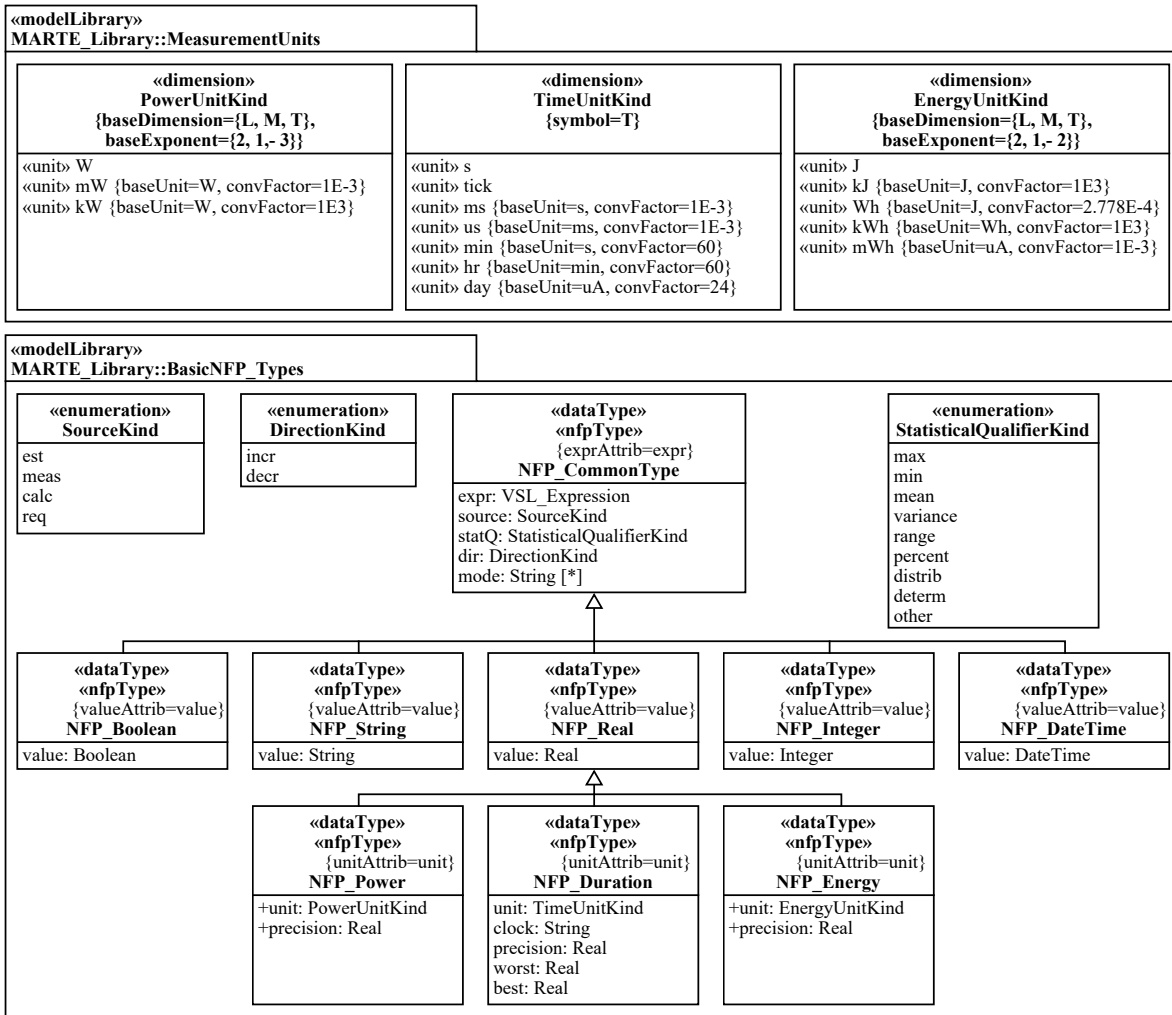 «modelLibrary»
MARTE_Library::MeasurementUnits
«dimension»
PowerUnitKind
{baseDimension={L, M, T},
baseExponent={2, 1,- 3}}
«unit» W
«unit» mW {baseUnit=W, convFactor=1E-3}
«unit» kW {baseUnit=W, convFactor=1E3}
«dimension»
TimeUnitKind
{symbol=T}
«unit» s
«unit» tick
«unit» ms {baseUnit=s, convFactor=1E-3}
«unit» us {baseUnit=ms, convFactor=1E-3}
«unit» min {baseUnit=s, convFactor=60}
«unit» hr {baseUnit=min, convFactor=60}
«unit» day {baseUnit=uA, convFactor=24}
«dimension»
EnergyUnitKind
{baseDimension={L, M, T},
baseExponent={2, 1,- 2}}
«unit» J
«unit» kJ {baseUnit=J, convFactor=1E3}
«unit» Wh {baseUnit=J, convFactor=2.778E-4}
«unit» kWh {baseUnit=Wh, convFactor=1E3}
«unit» mWh {baseUnit=uA, convFactor=1E-3}
«modelLibrary»
MARTE_Library::BasicNFP_Types
«enumeration»
SourceKind
est
meas
calc
req
«enumeration»
DirectionKind
incr
decr
«dataType»
«nfpType»
{exprAttrib=expr}
NFP_CommonType
expr: VSL_Expression
source: SourceKind
statQ: StatisticalQualifierKind
dir: DirectionKind
mode: String [*]
«enumeration»
StatisticalQualifierKind
max
min
mean
variance
range
percent
distrib
determ
other
«dataType»
«nfpType»
{valueAttrib=value}
NFP_Boolean
value: Boolean
«dataType»
«nfpType»
{valueAttrib=value}
NFP_String
value: String
«dataType»
«nfpType»
{valueAttrib=value}
NFP_Real
value: Real
«dataType»
«nfpType»
{valueAttrib=value}
NFP_Integer
value: Integer
«dataType»
«nfpType»
{valueAttrib=value}
NFP_DateTime
value: DateTime
«dataType»
«nfpType»
{unitAttrib=unit}
NFP_Power
+unit: PowerUnitKind
+precision: Real
«dataType»
«nfpType»
{unitAttrib=unit}
NFP_Duration
unit: TimeUnitKind
clock: String
precision: Real
worst: Real
best: Real
«dataType»
«nfpType»
{unitAttrib=unit}
NFP_Energy
+unit: EnergyUnitKind
+precision: Real